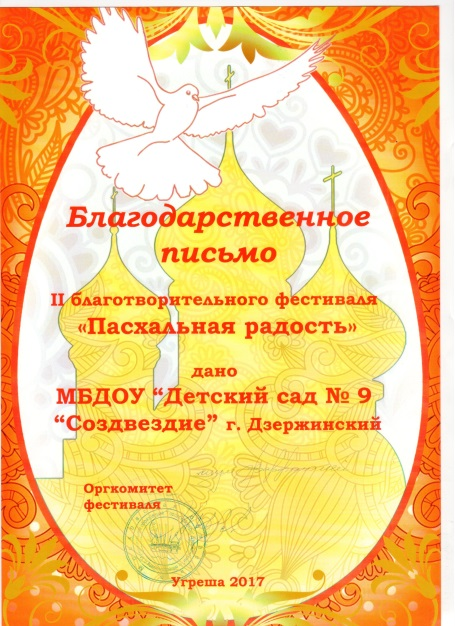 Благодарственное
письмо
II благотворительного фестиваля
«Пасхальная радость»
дано
МБДОУ “Детский сад № 9
“Создвездие” г. Дзержинский
Оргкомитет
фестиваля
Угреша 2017